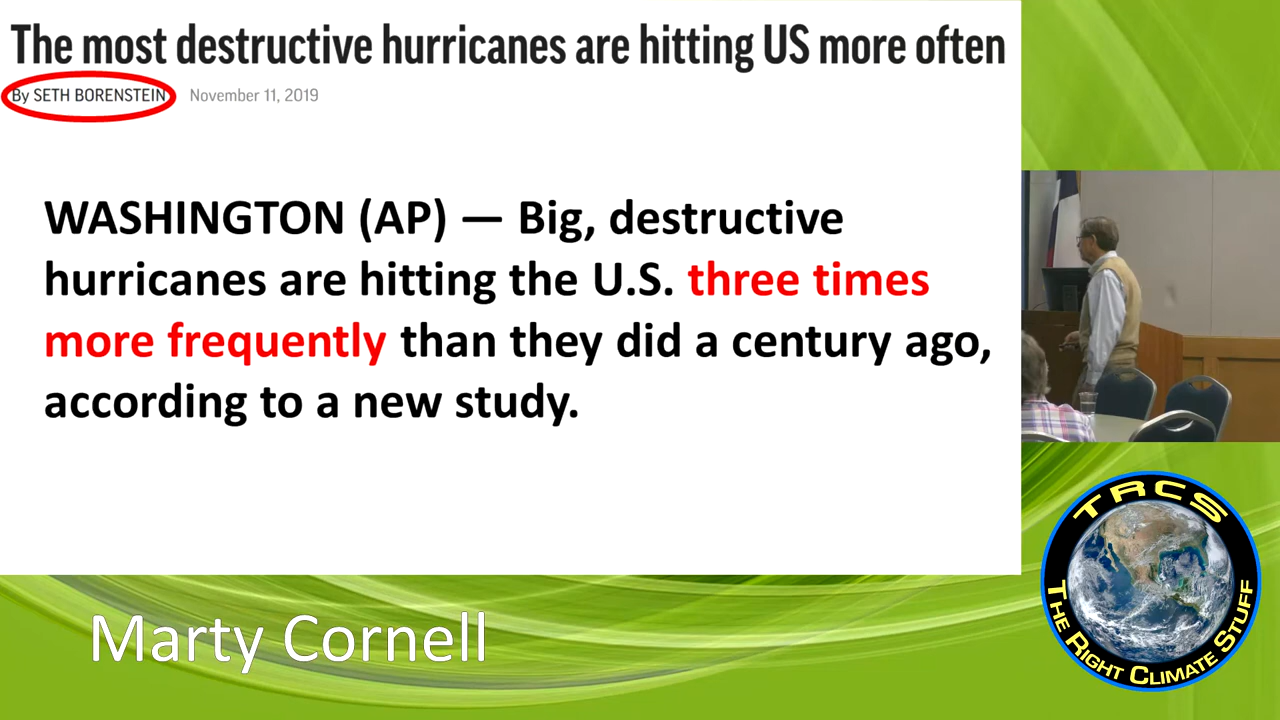 The most destructive hurricanes are hitting US more often
By SETH BORENSTEIN November 11, 2019
WASHINGTON (AP) — Big, destructive
hurricanes are hitting the U.S. three times
more frequently than they did a century ago,
according to a new study.
TRCS
THE RIGHT CLIMATE STUFF
Marty Cornell